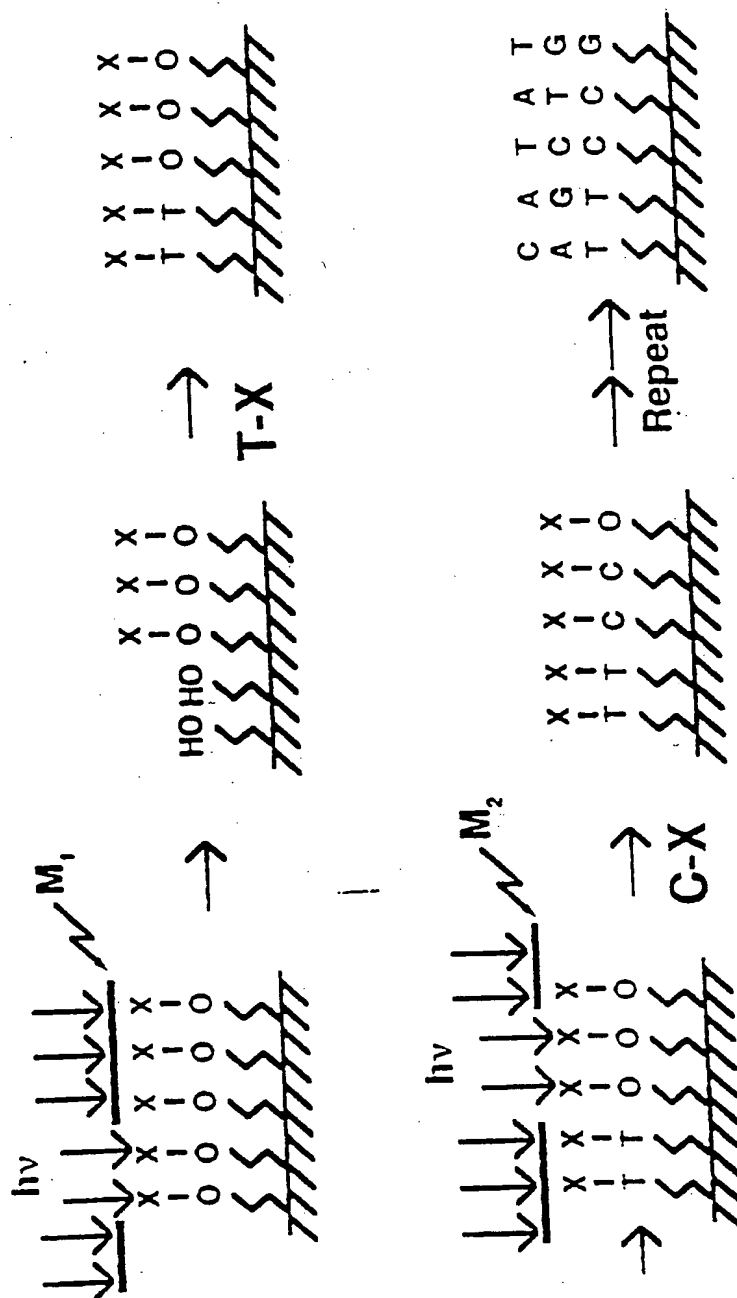 hν
M₁
X X X X X
O O O O O
HO HO X X X
O O O
T-X
X X X X X
T T O O O
hν
M₂
X X X X X
T T O O O
C-X
X X X X X
T T C C O
Repeat
C A T A T
A G C T G
T T C C G